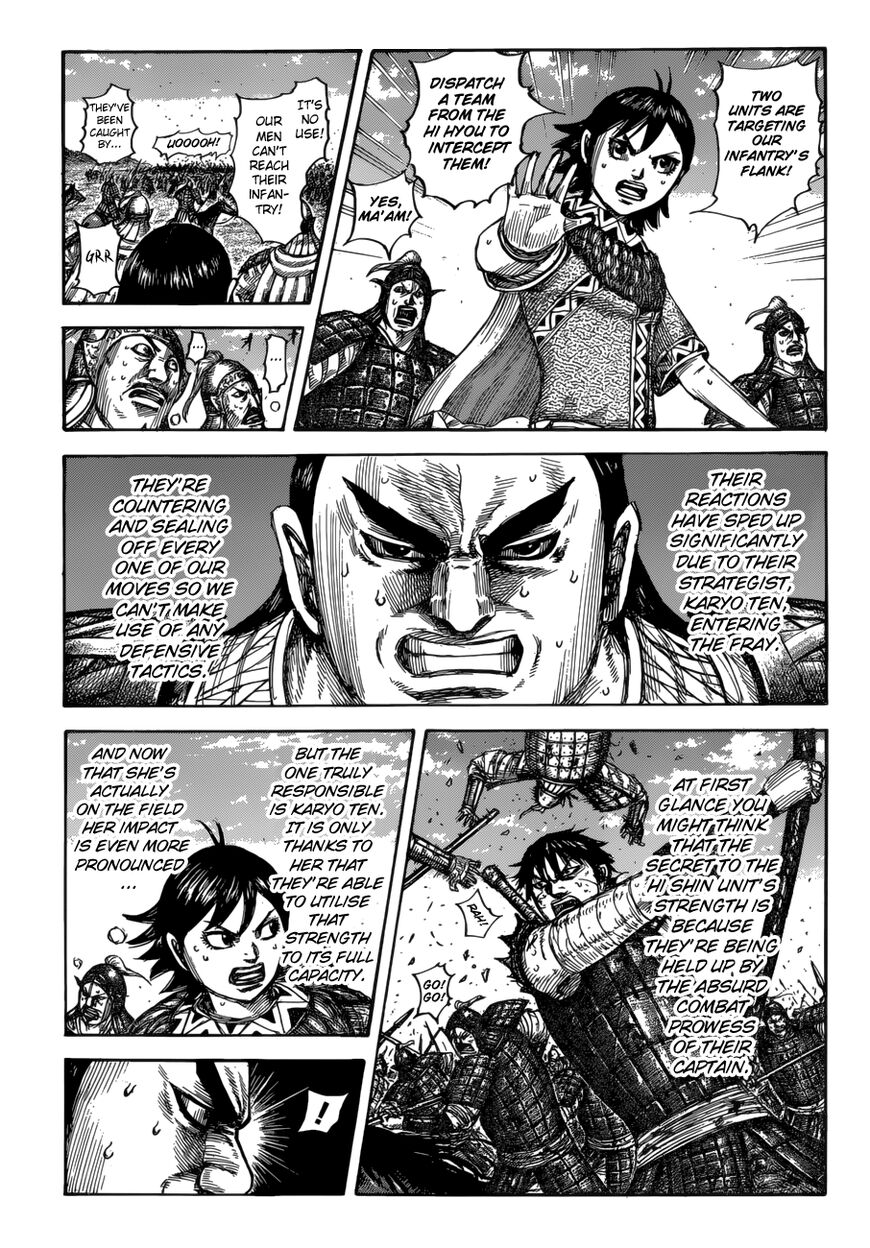 TWO
UNITS ARE
TARGETING
OUR
INFANTRY'S
FLANK!
DISPATCH
A TEAM
FROM THE
HI HYOU TO
INTERCEPT
THEM!
YES,
MA'AM!
IT'S
NO
USE!
OUR
MEN
CAN'T
REACH
THEIR
INFAN-
TRY!
UOOOOH!
THEY'VE
BEEN
CAUGHT
BY...
GRR
...
...
THEIR
REACTIONS
HAVE SPED UP
SIGNIFICANTLY
DUE TO THEIR
STRATEGIST,
KARYO TEN,
ENTERING
THE FRAY.
THEY'RE
COUNTERING
AND SEALING
OFF EVERY
ONE OF OUR
MOVES SO WE
CAN'T MAKE
USE OF ANY
DEFENSIVE
TACTICS.
AT FIRST
GLANCE YOU
MIGHT THINK
THAT THE
SECRET TO THE
HI SHIN UNIT'S
STRENGTH IS
BECAUSE
THEY'RE BEING
HELD UP BY
THE ABSURD
COMBAT
PROWESS
OF THEIR
CAPTAIN.
RAH!
GO!
GO!
BUT THE
ONE TRULY
RESPONSIBLE
IS KARYO TEN.
IT IS ONLY
THANKS TO
HER THAT
THEY'RE ABLE
TO UTILISE
THAT
STRENGTH
TO ITS FULL
CAPACITY.
AND NOW
THAT SHE'S
ACTUALLY
ON THE FIELD
HER IMPACT
IS EVEN MORE
PRONOUNCED
...
!